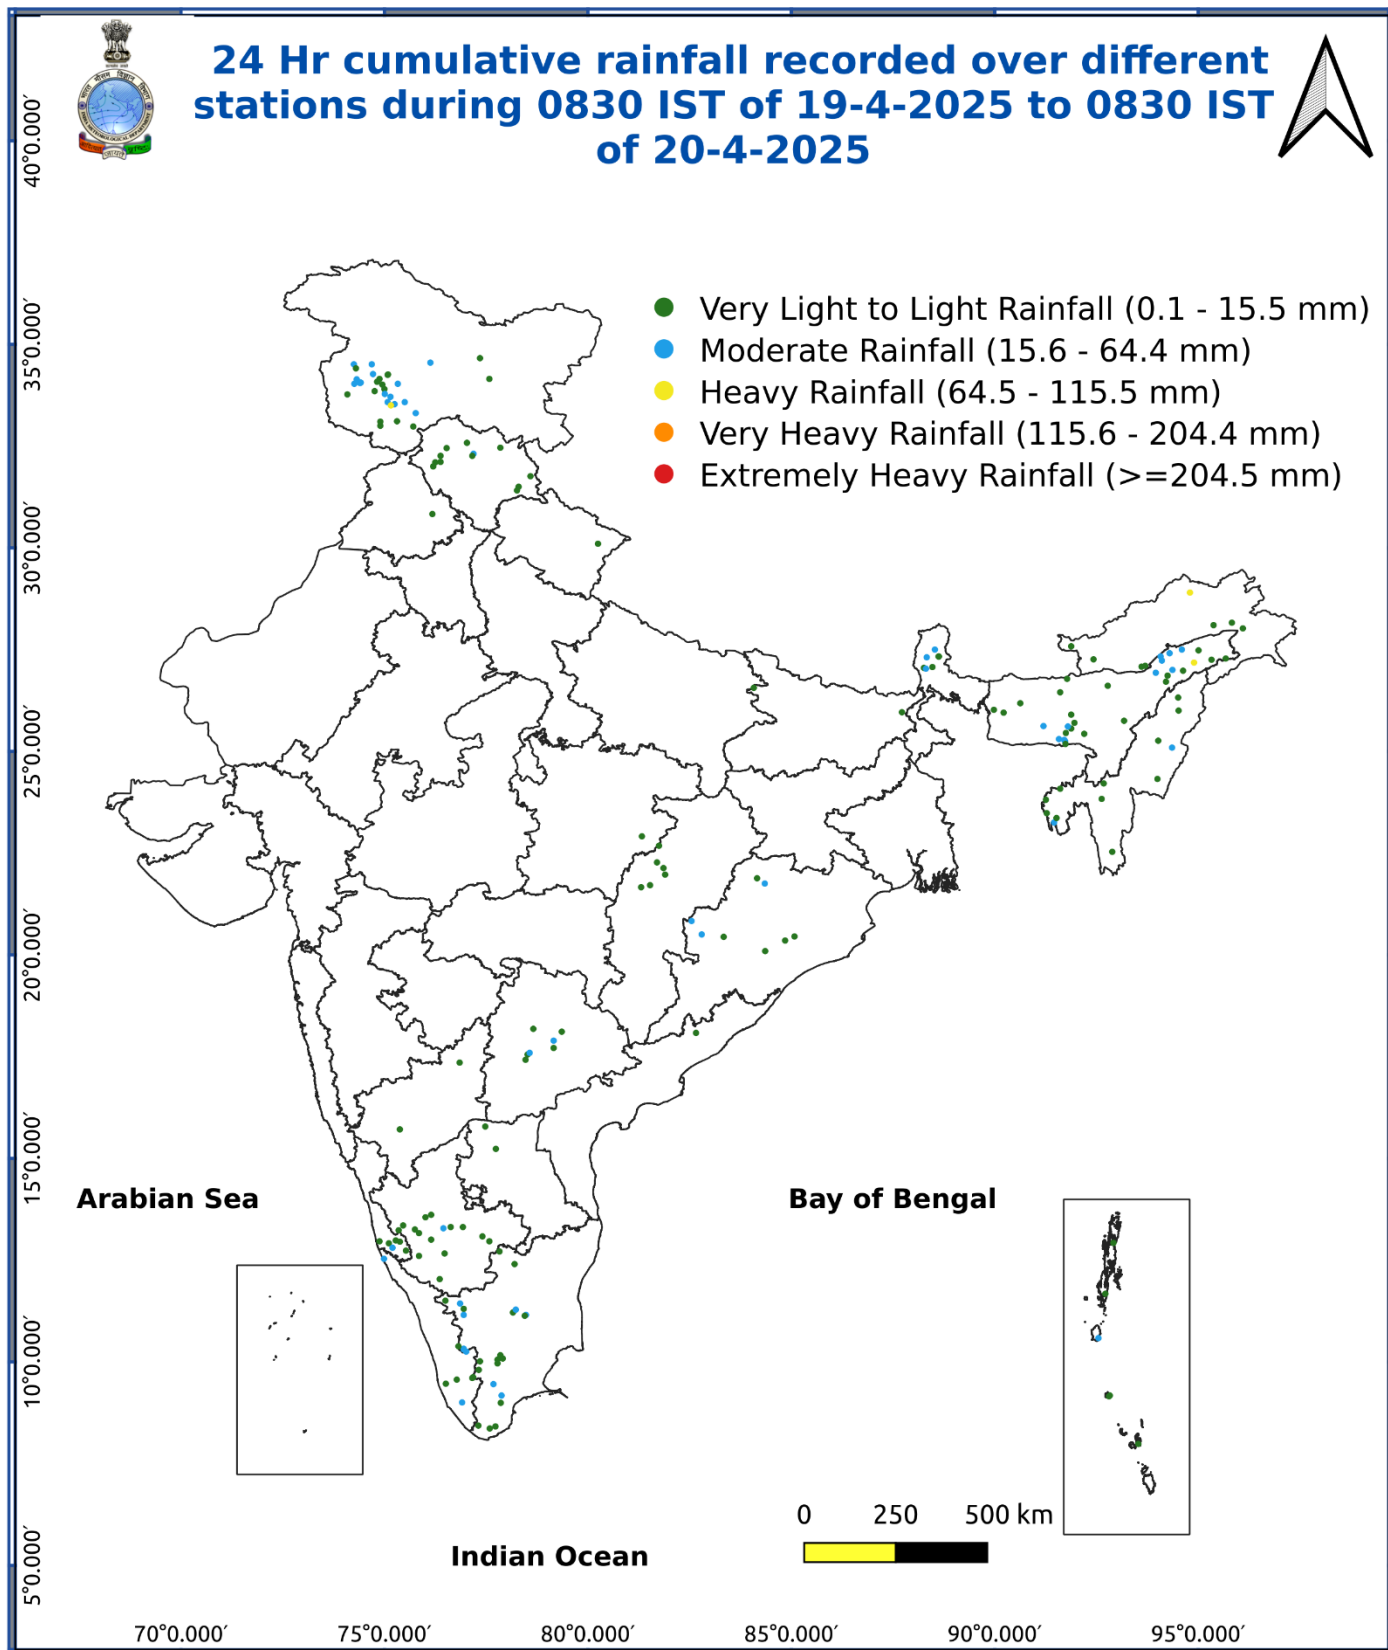 24 Hr cumulative rainfall recorded over different
stations during 0830 IST of 19-4-2025 to 0830 IST
of 20-4-2025
Very Light to Light Rainfall (0.1 - 15.5 mm)
Moderate Rainfall (15.6 - 64.4 mm)
Heavy Rainfall (64.5 - 115.5 mm)
Very Heavy Rainfall (115.6 - 204.4 mm)
Extremely Heavy Rainfall (>=204.5 mm)
40°0.000′
35°0.000′
30°0.000′
25°0.000′
20°0.000′
15°0.000′
10°0.000′
5°0.000′
Arabian Sea
Bay of Bengal
Indian Ocean
0 250 500 km
70°0.000′ 75°0.000′ 80°0.000′ 85°0.000′ 90°0.000′ 95°0.000′